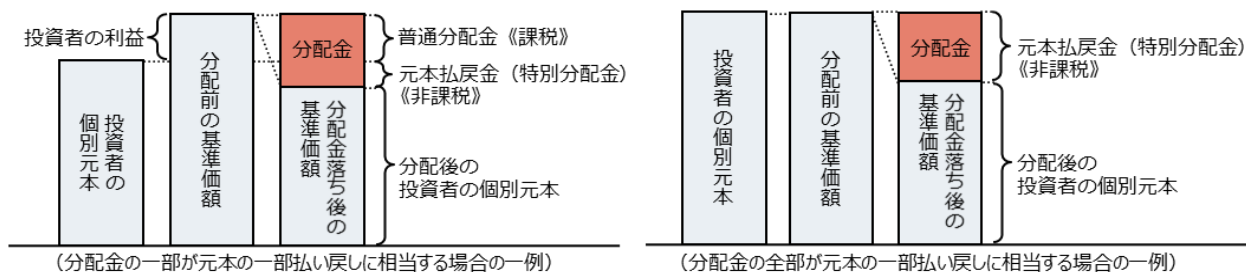 投資者の利益
投資者の
個別元本
分配前の基準価額
分配金
分配金落ち後の
基準価額
普通分配金《課税》
元本払戻金（特別分配金）
《非課税》
分配後の
投資者の個別元本
（分配金の一部が元本の一部払い戻しに相当する場合の一例）
投資者の個別元本
分配前の基準価額
分配金
分配金落ち後の
基準価額
元本払戻金（特別分配金）
《非課税》
分配後の
投資者の個別元本
（分配金の全部が元本の一部払い戻しに相当する場合の一例）